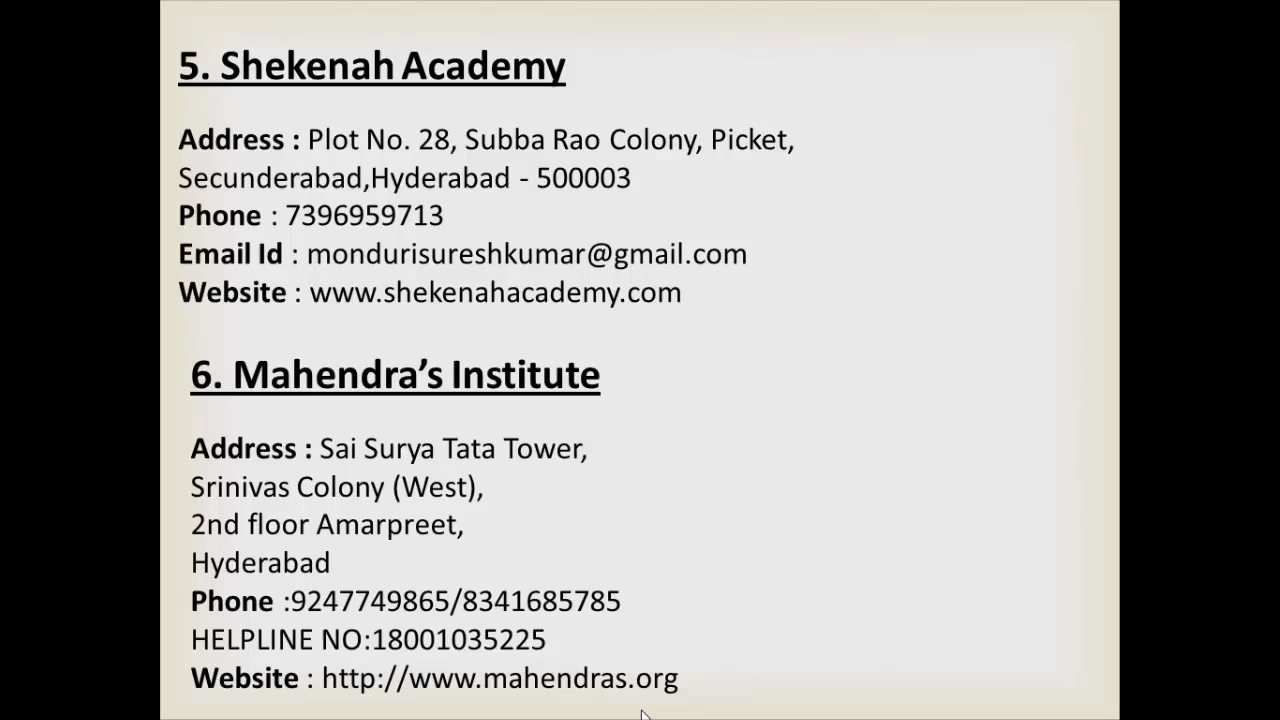 5. Shekenah Academy
Address : Plot No. 28, Subba Rao Colony, Picket,
Secunderabad,Hyderabad - 500003
Phone : 7396959713
Email Id : mondurisureshkumar@gmail.com
Website : www.shekenahacademy.com
6. Mahendra’s Institute
Address : Sai Surya Tata Tower,
Srinivas Colony (West),
2nd floor Amarpreet,
Hyderabad
Phone :9247749865/8341685785
HELPLINE NO:18001035225
Website : http://www.mahendras.org